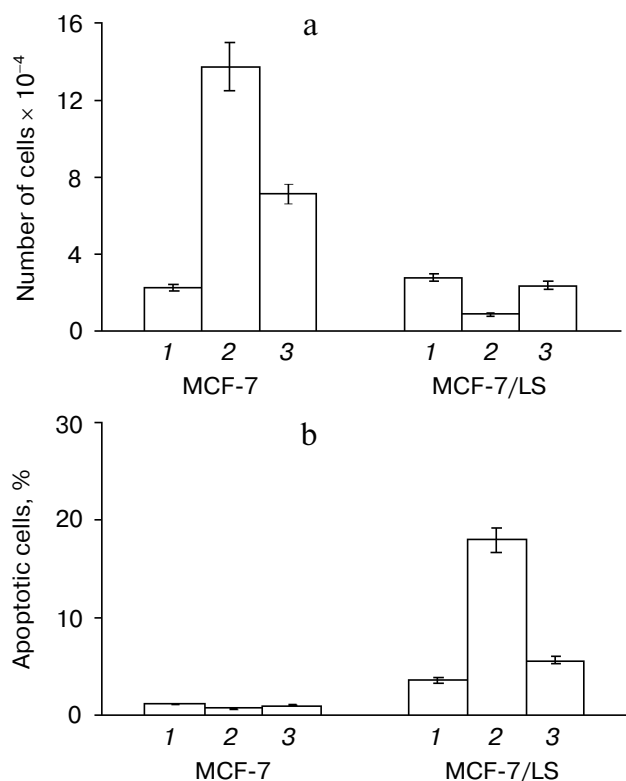 a
Number of cells × 10⁻⁴
16
12
8
4
0
1 2 3 1 2 3
MCF-7 MCF-7/LS
b
Apoptotic cells, %
30
20
10
0
1 2 3 1 2 3
MCF-7 MCF-7/LS